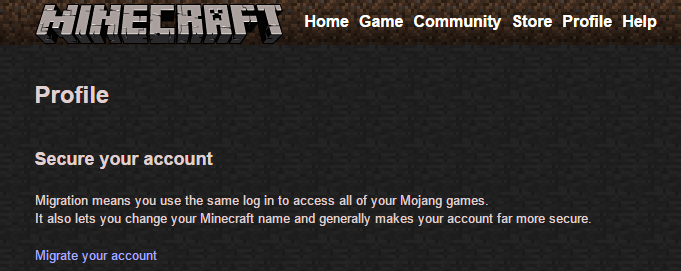 MINECRAFT Home Game Community Store Profile Help
Profile
Secure your account
Migration means you use the same log in to access all of your Mojang games.
It also lets you change your Minecraft name and generally makes your account far more secure.
Migrate your account